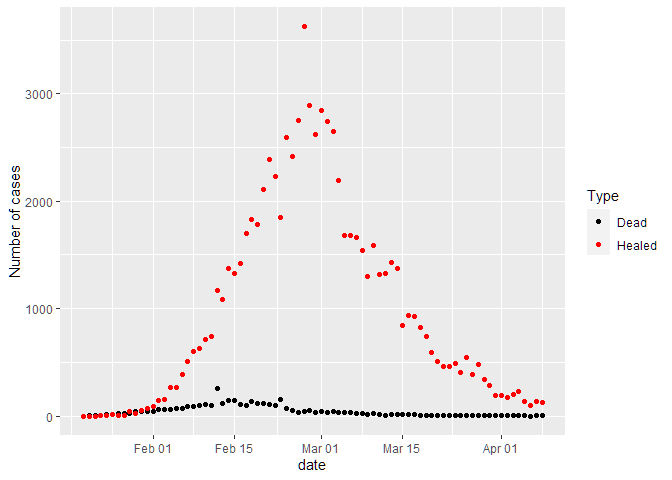 3000
2000
1000
0
Number of cases
Feb 01
Feb 15
Mar 01
Mar 15
Apr 01
date
Type
Dead
Healed